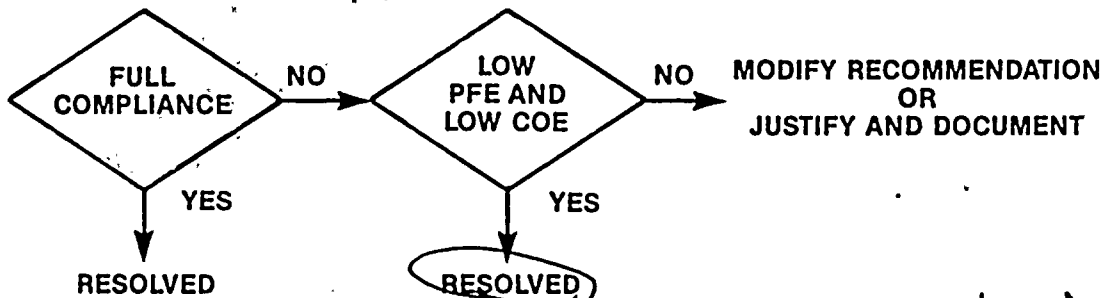 FULL
COMPLIANCE
NO
LOW
PFE AND
LOW COE
NO
MODIFY RECOMMENDATION
OR
JUSTIFY AND DOCUMENT
YES
YES
RESOLVED
RESOLVED